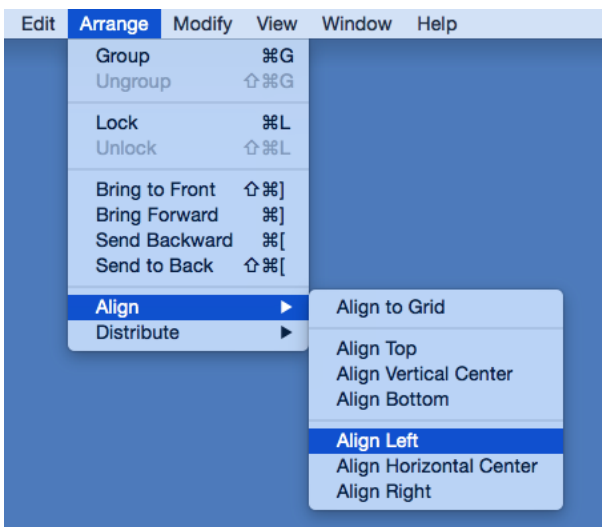 Edit Arrange Modify View Window Help
Group ⌘G
Ungroup ⇧⌘G
Lock ⌘L
Unlock ⇧⌘L
Bring to Front ⇧⌘]
Bring Forward ⌘]
Send Backward ⌘[
Send to Back ⇧⌘[
Align ▶
Distribute ▶
Align to Grid
Align Top
Align Vertical Center
Align Bottom
Align Left
Align Horizontal Center
Align Right